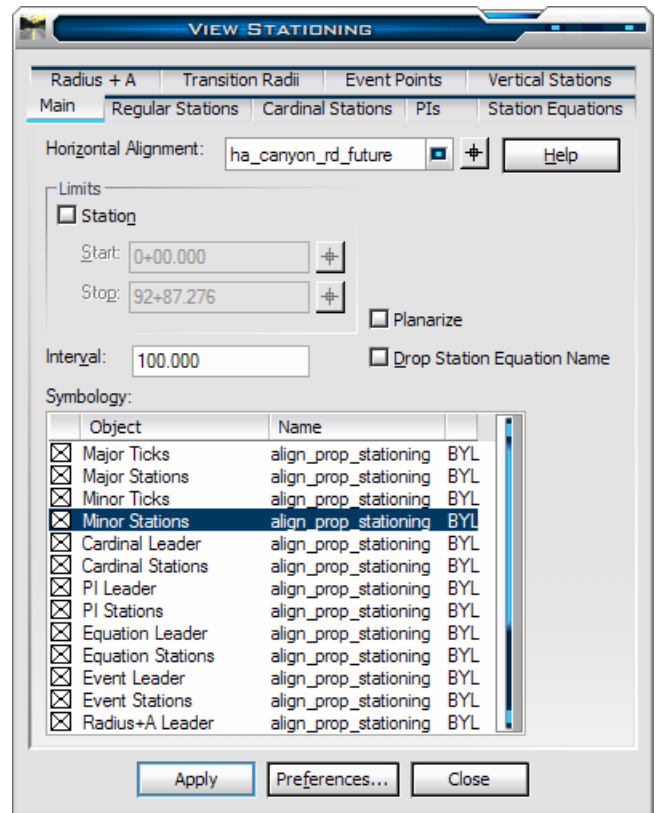 VIEW STATIONING
Radius + A Transition Radii Event Points Vertical Stations
Main Regular Stations Cardinal Stations PIs Station Equations
Horizontal Alignment: ha_canyon_rd_future Help
Limits
Station
Start: 0+00.000
Stop: 92+87.276
Planarize
Interval: 100.000 Drop Station Equation Name
Symbology:
Object Name
Major Ticks align_prop_stationing BYL
Major Stations align_prop_stationing BYL
Minor Ticks align_prop_stationing BYL
Minor Stations align_prop_stationing BYL
Cardinal Leader align_prop_stationing BYL
Cardinal Stations align_prop_stationing BYL
PI Leader align_prop_stationing BYL
PI Stations align_prop_stationing BYL
Equation Leader align_prop_stationing BYL
Equation Stations align_prop_stationing BYL
Event Leader align_prop_stationing BYL
Event Stations align_prop_stationing BYL
Radius+A Leader align_prop_stationing BYL
Apply Preferences... Close